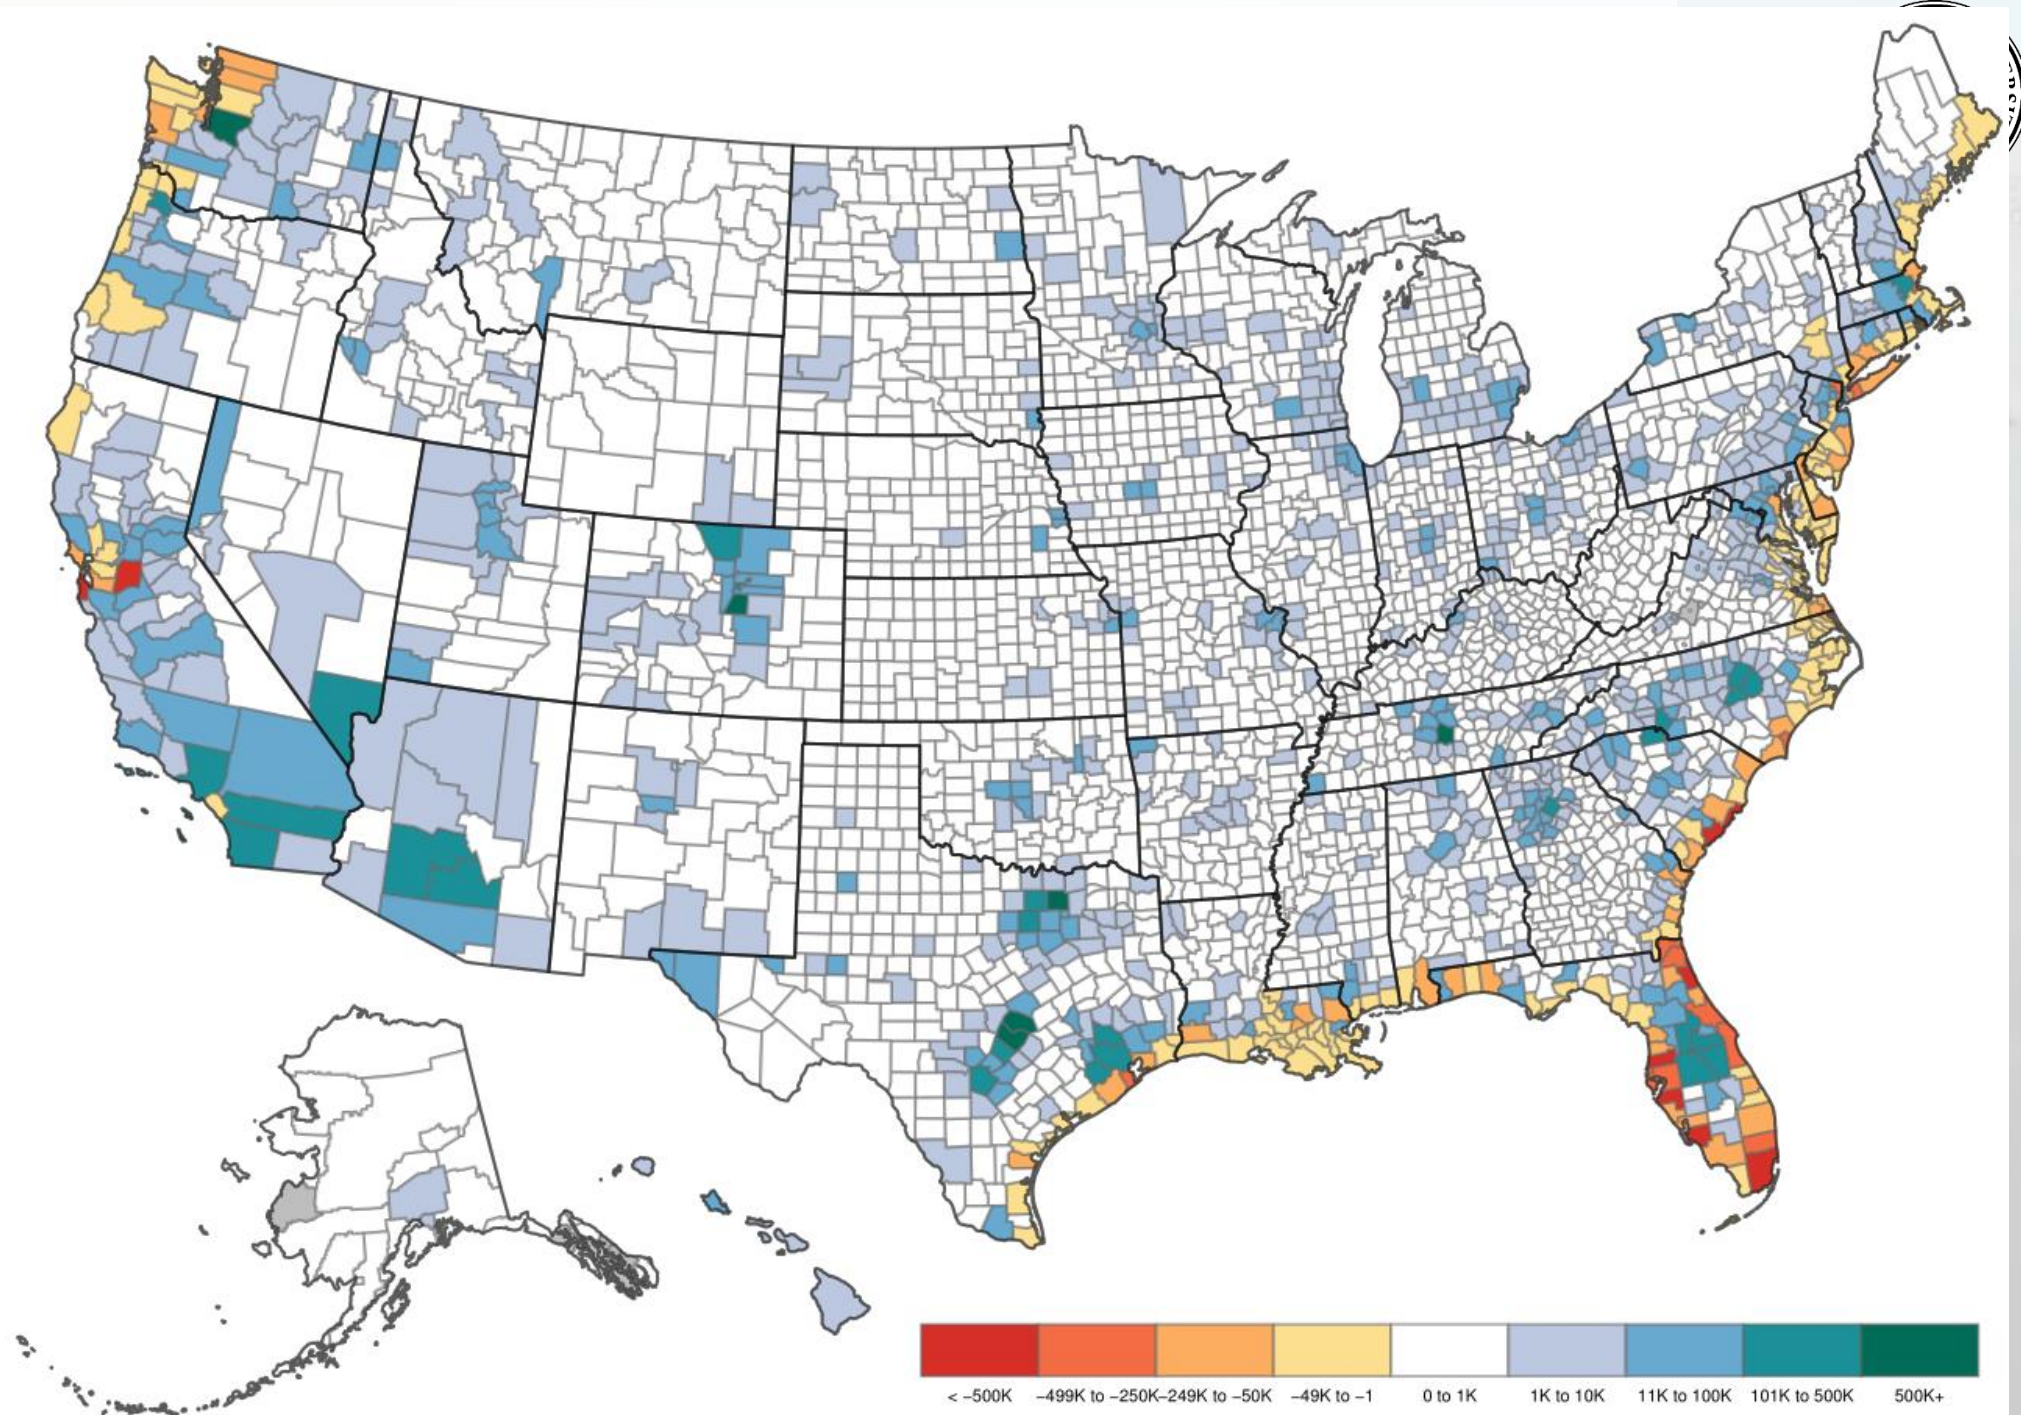 < −500K
−499K to −250K
−249K to −50K
−49K to −1
0 to 1K
1K to 10K
11K to 100K
101K to 500K
500K+